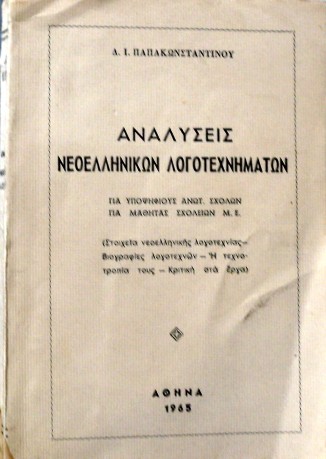 Δ. Ι. ΠΑΠΑΚΩΝΣΤΑΝΤΙΝΟΥ
ΑΝΑΛΥΣΕΙΣ
ΝΕΟΕΛΛΗΝΙΚΩΝ ΛΟΓΟΤΕΧΝΗΜΑΤΩΝ
ΓΙΑ ΥΠΟΨΗΦΙΟΥΣ ΑΝΩΤ. ΣΧΟΛΩΝ
ΓΙΑ ΜΑΘΗΤΑΣ ΣΧΟΛΕΙΩΝ Μ. Ε.
(Στοιχεία νεοελληνικής λογοτεχνίας —
Βιογραφίες λογοτεχνών — Ἡ τεχνο-
τροπία τους — Κριτική στά ἔργα)
ΑΘΗΝΑ
1965